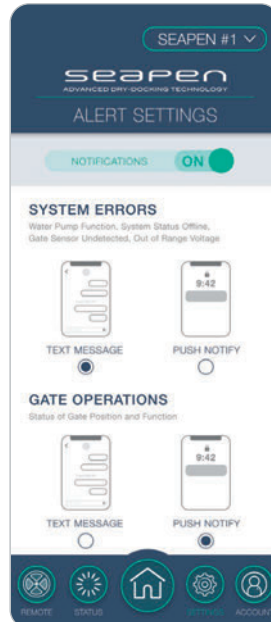 SEAPEN #1
seapen
ADVANCED DRY-DOCKING TECHNOLOGY
ALERT SETTINGS
NOTIFICATIONS ON
SYSTEM ERRORS
Water Pump Function, System Status Offline,
Gate Sensor Undetected, Out of Range Voltage
9:42
TEXT MESSAGE PUSH NOTIFY
GATE OPERATIONS
Status of Gate Position and Function
9:42
TEXT MESSAGE PUSH NOTIFY
REMOTE STATUS SETTINGS ACCOUNT